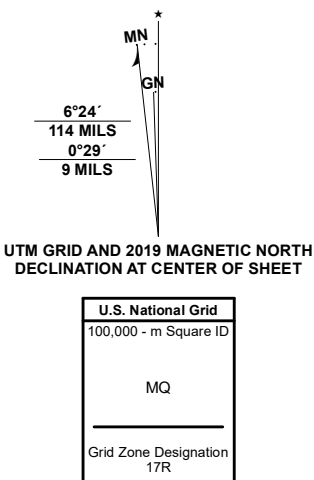 ★
MN
GN
6°24´
114 MILS
0°29´
9 MILS
UTM GRID AND 2019 MAGNETIC NORTH
DECLINATION AT CENTER OF SHEET
U.S. National Grid
100,000 - m Square ID
MQ
Grid Zone Designation
17R